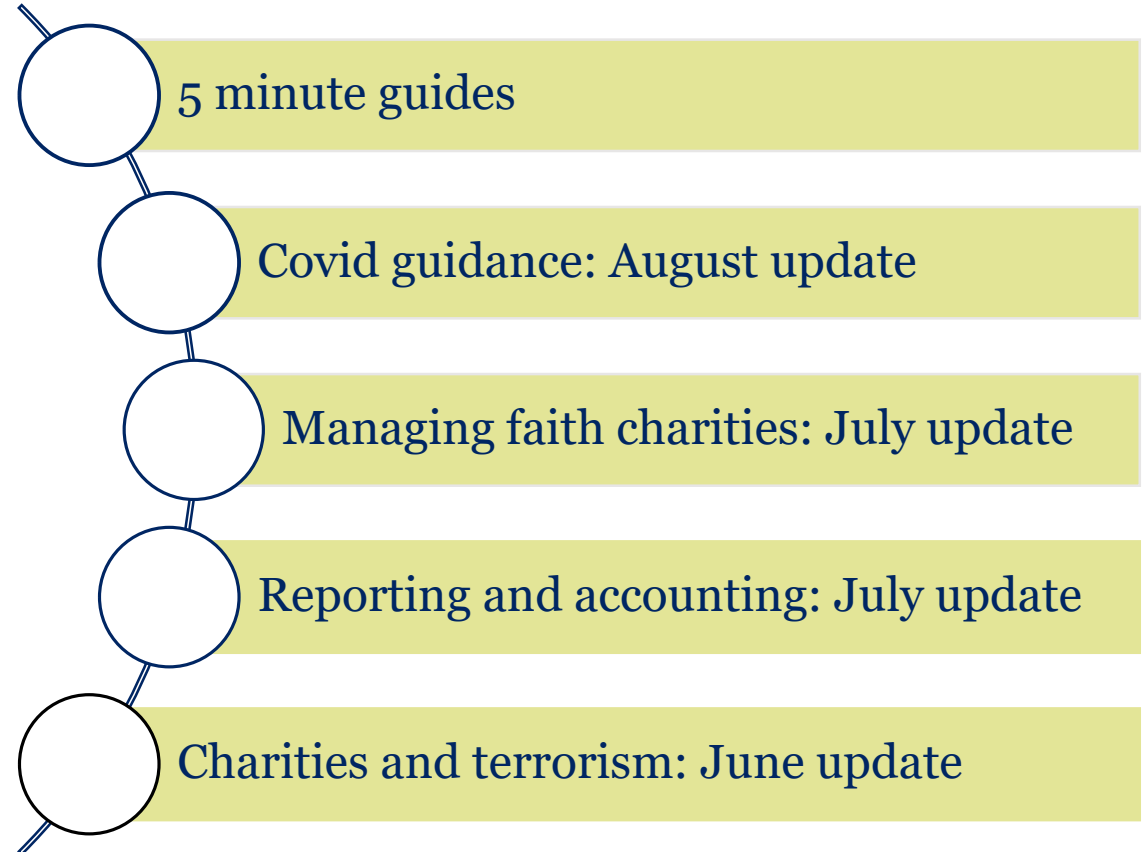 5 minute guides
Covid guidance: August update
Managing faith charities: July update
Reporting and accounting: July update
Charities and terrorism: June update